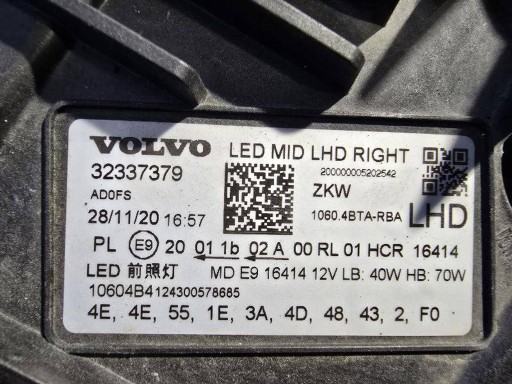 VOLVO LED MID LHD RIGHT
32337379 200000005202542
AD0FS ZKW
28/11/20 16:57 1060.4BTA-RBA LHD
PL E9 20 01 1b 02 A 00 RL 01 HCR 16414
LED 前照灯 MD E9 16414 12V LB: 40W HB: 70W
10604B4124300578685
4E, 4E, 55, 1E, 3A, 4D, 48, 43, 2, F0